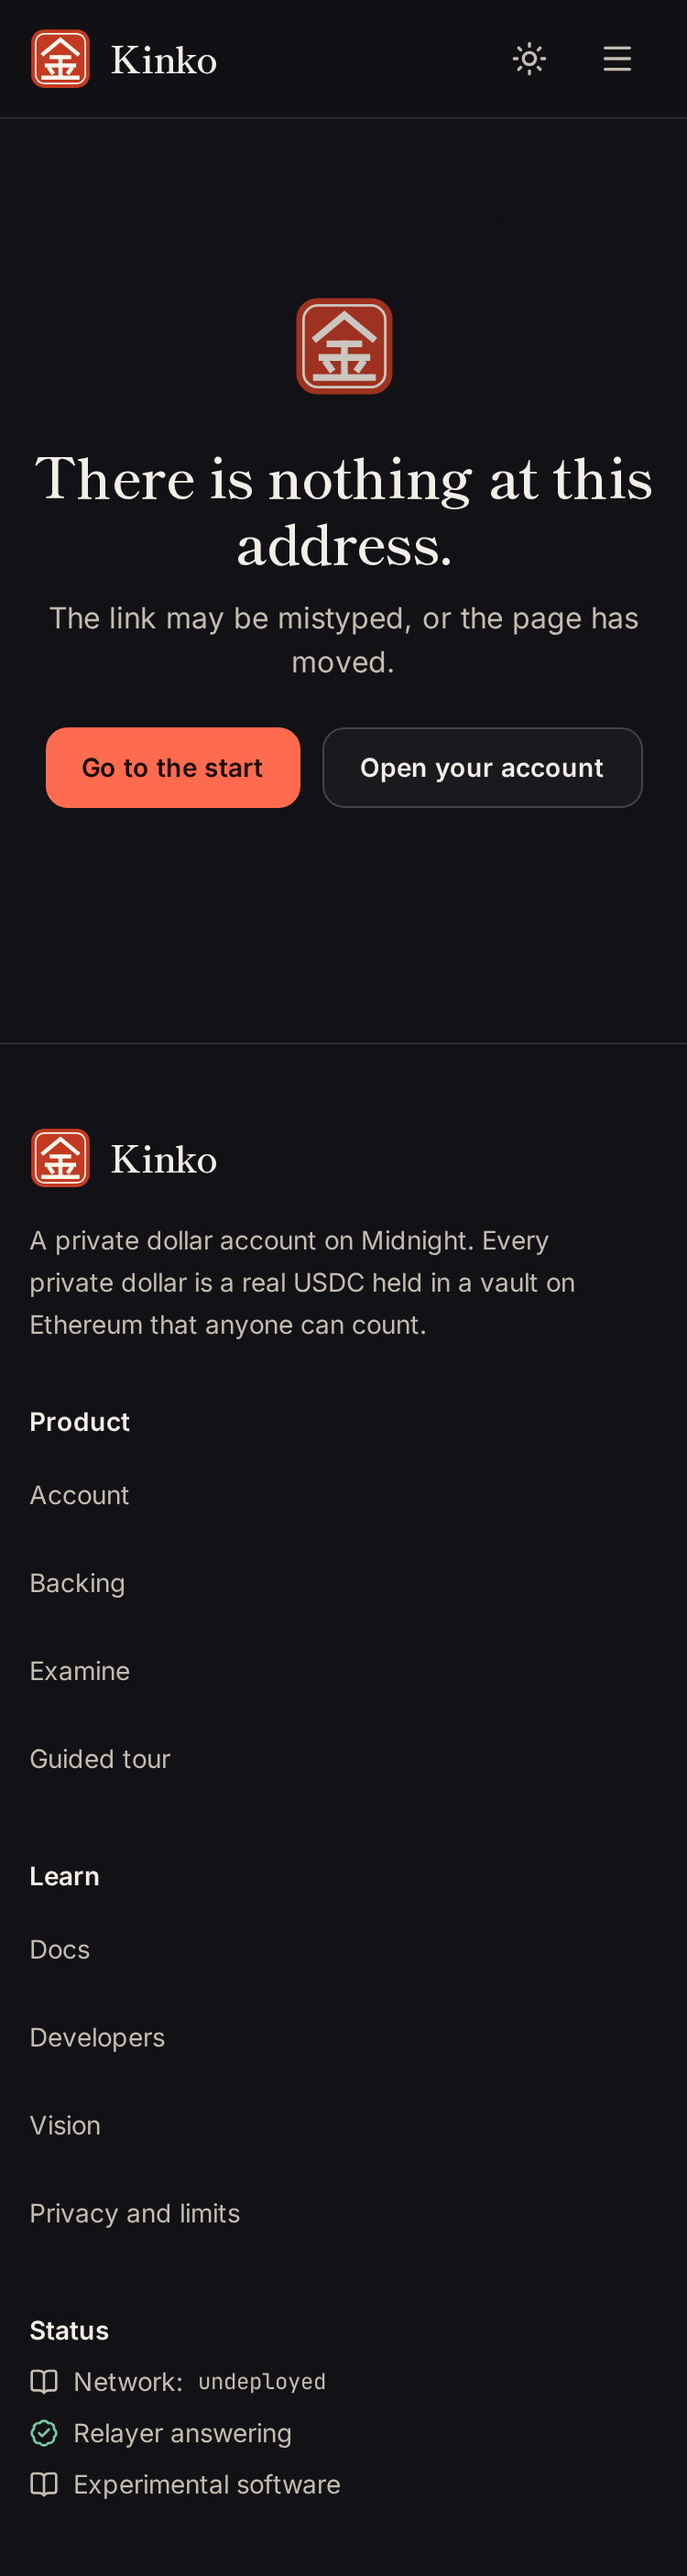 金 Kinko
金
There is nothing at this
address.
The link may be mistyped, or the page has
moved.
Go to the start
Open your account
金 Kinko
A private dollar account on Midnight. Every
private dollar is a real USDC held in a vault on
Ethereum that anyone can count.
Product
Account
Backing
Examine
Guided tour
Learn
Docs
Developers
Vision
Privacy and limits
Status
Network: undeployed
Relayer answering
Experimental software